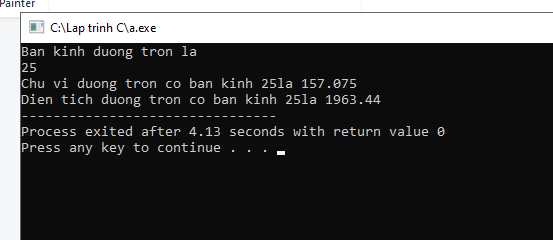 Painter
C:\Lap trinh C\a.exe
Ban kinh duong tron la
25
Chu vi duong tron co ban kinh 25la 157.075
Dien tich duong tron co ban kinh 25la 1963.44
--------------------------------
Process exited after 4.13 seconds with return value 0
Press any key to continue . . .